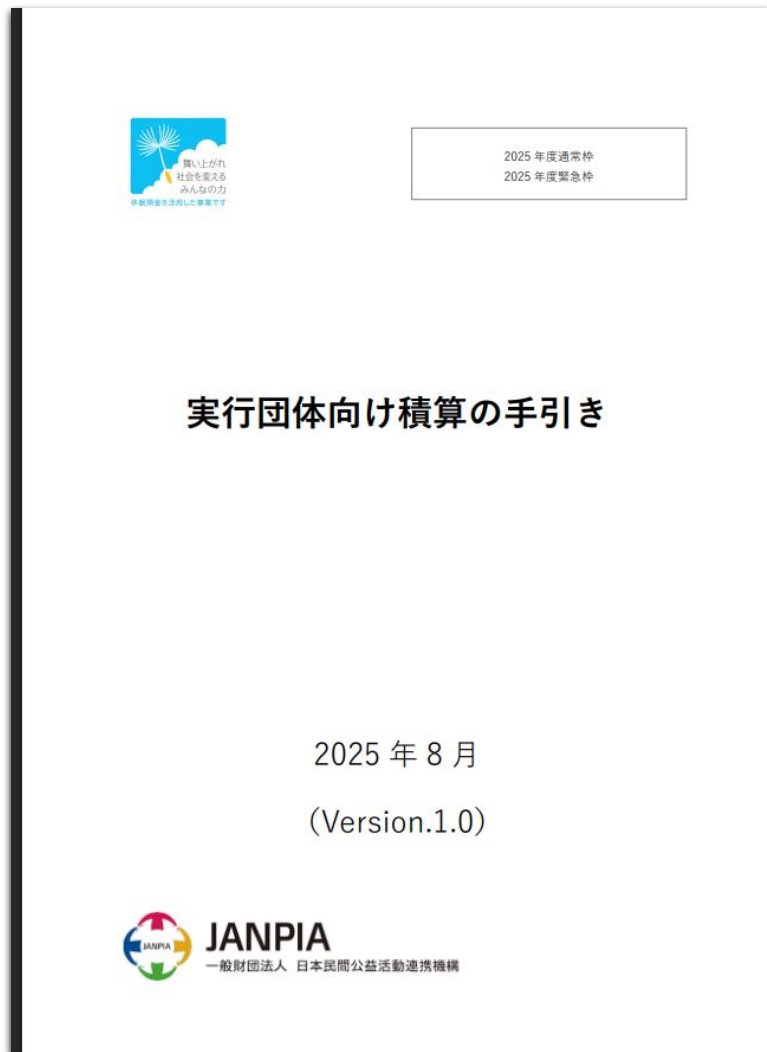 舞い上がれ
社会を変える
みんなの力
休眠預金を活用した事業です
2025 年度通常枠
2025 年度緊急枠
実行団体向け積算の手引き
2025 年 8 月
（Version.1.0）
JANPIA
JANPIA
一般財団法人 日本民間公益活動連携機構